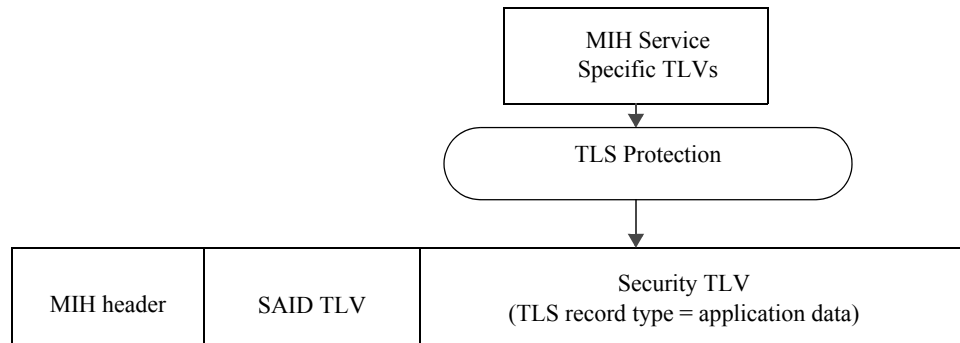 MIH Service
Specific TLVs
TLS Protection
MIH header
SAID TLV
Security TLV
(TLS record type = application data)